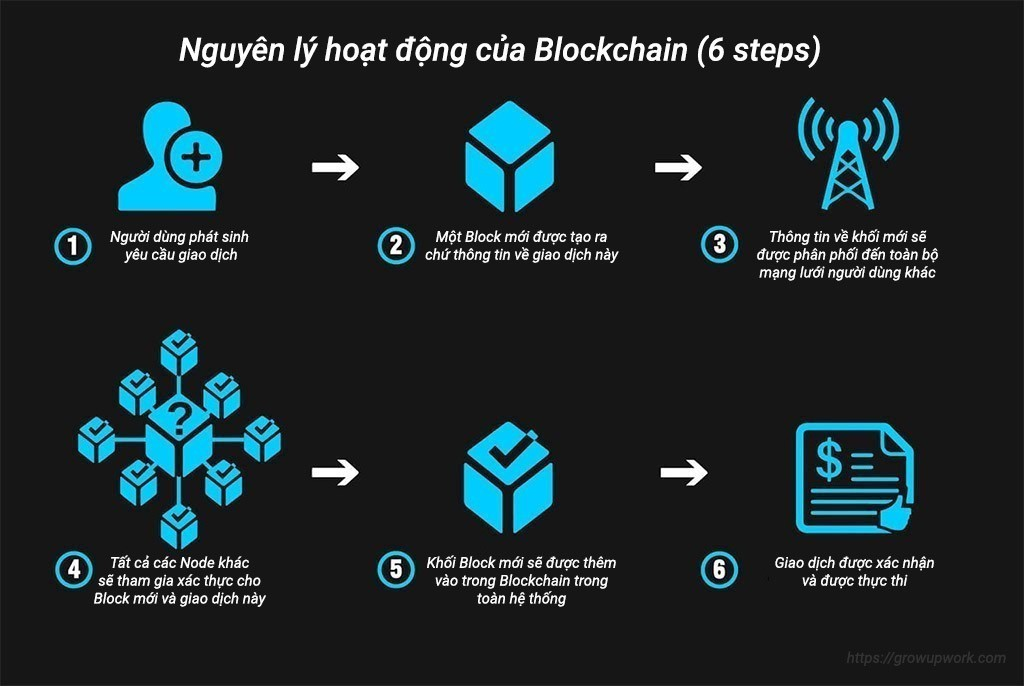 Nguyên lý hoạt động của Blockchain (6 steps)
1
Người dùng phát sinh
yêu cầu giao dịch
2
Một Block mới được tạo ra
chứ thông tin về giao dịch này
3
Thông tin về khối mới sẽ
được phân phối đến toàn bộ
mạng lưới người dùng khác
?
4
Tất cả các Node khác
sẽ tham gia xác thực cho
Block mới và giao dịch này
5
Khối Block mới sẽ được thêm
vào trong Blockchain trong
toàn hệ thống
$
6
Giao dịch được xác nhận
và được thực thi
https://growupwork.com